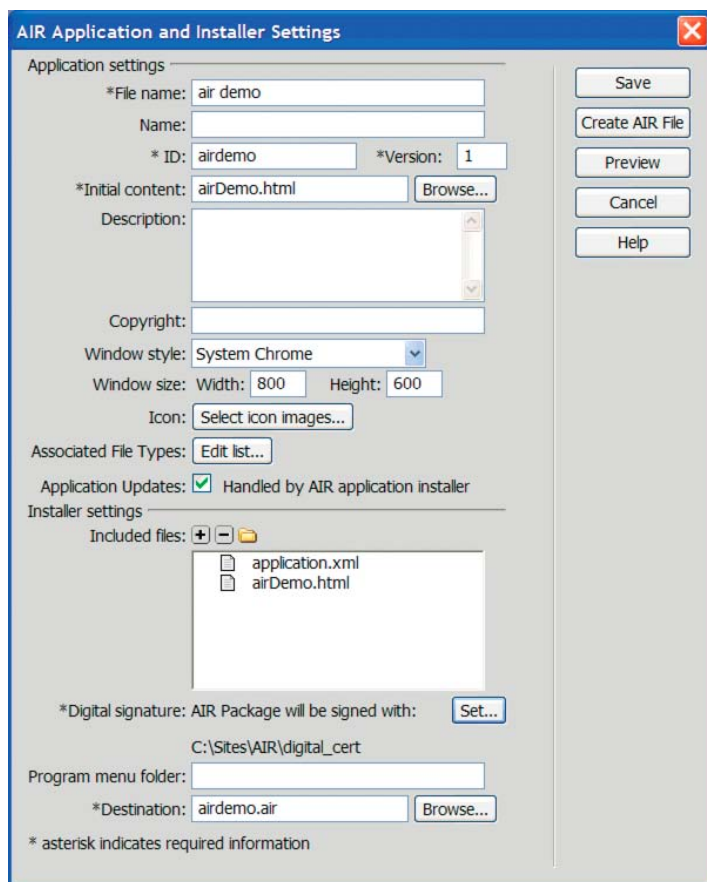 AIR Application and Installer Settings
Application settings
*File name: air demo
Name:
* ID: airdemo *Version: 1
*Initial content: airDemo.html Browse...
Description:
Copyright:
Window style: System Chrome
Window size: Width: 800 Height: 600
Icon: Select icon images...
Associated File Types: Edit list...
Application Updates: Handled by AIR application installer
Installer settings
Included files:
application.xml
airDemo.html
*Digital signature: AIR Package will be signed with: Set...
C:\Sites\AIR\digital_cert
Program menu folder:
*Destination: airdemo.air Browse...
* asterisk indicates required information
Save
Create AIR File
Preview
Cancel
Help